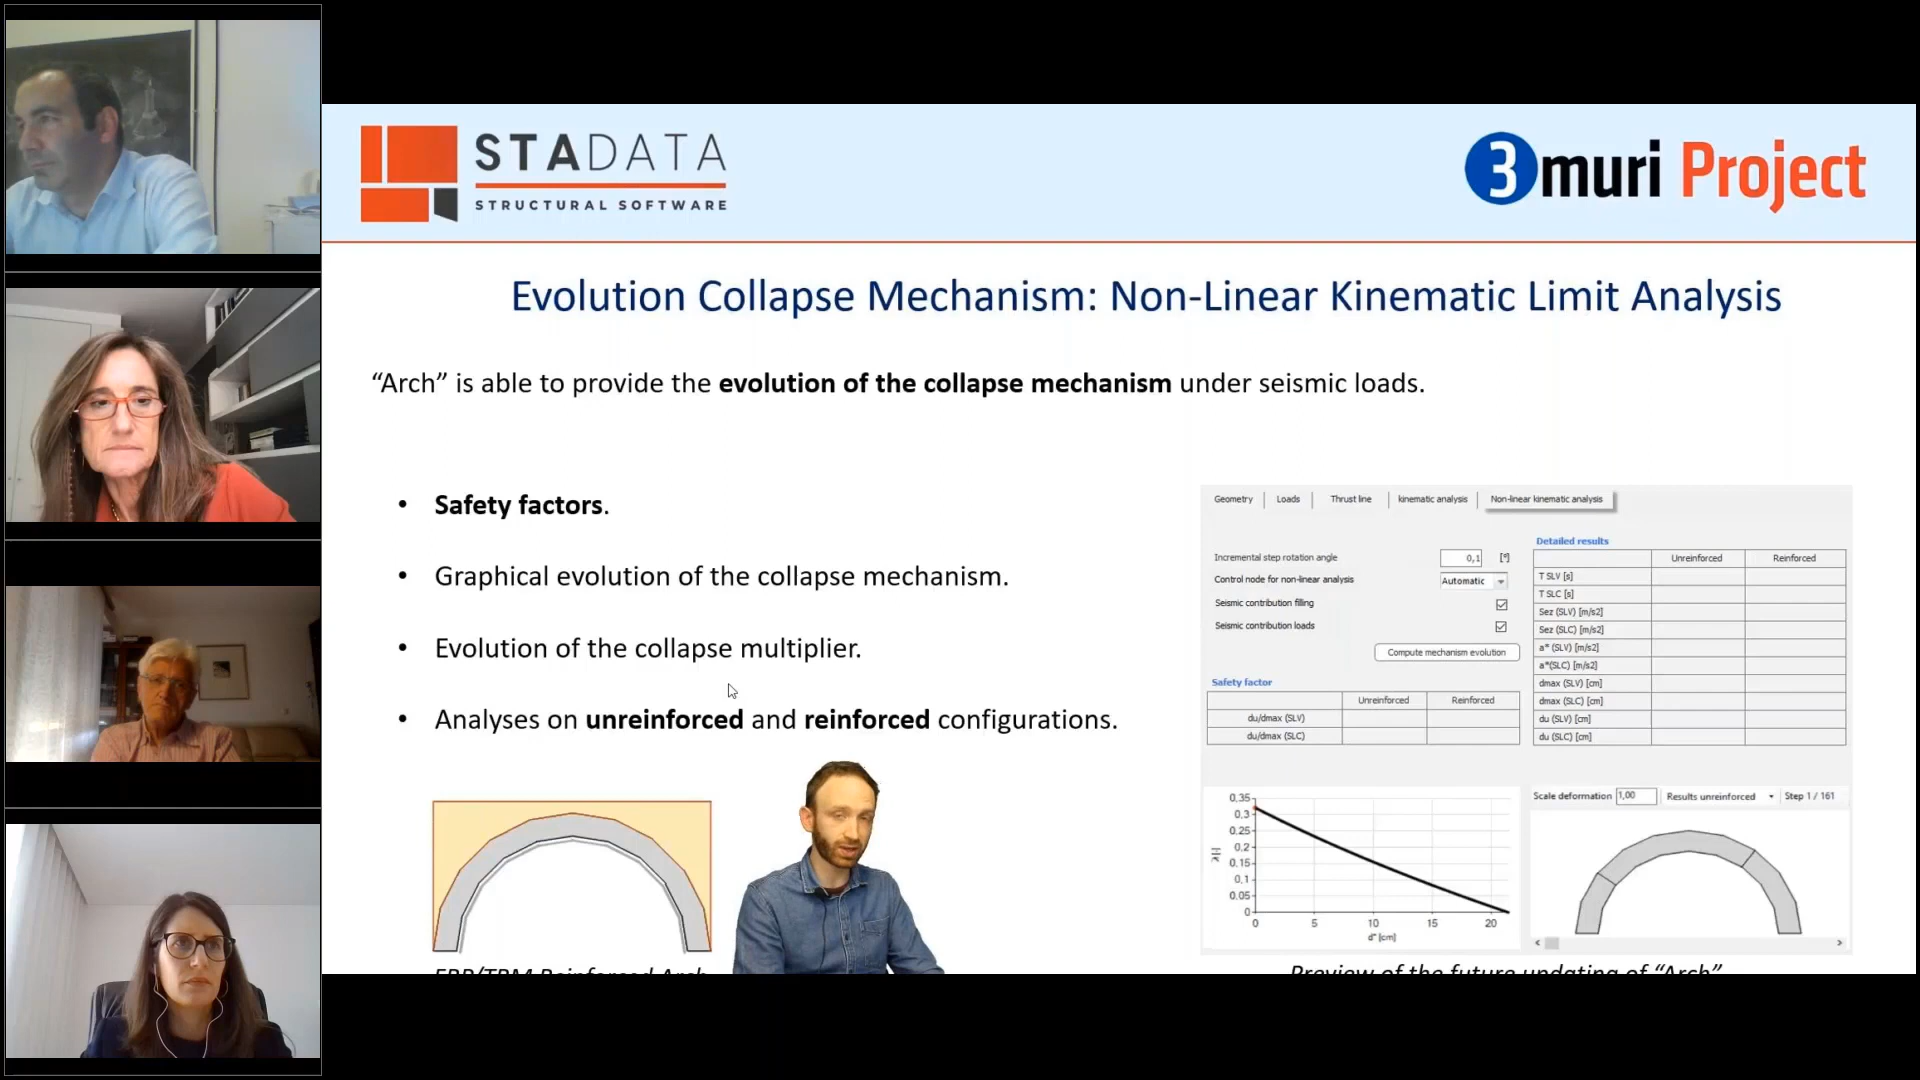 STADATA
STRUCTURAL SOFTWARE
3muri Project
Evolution Collapse Mechanism: Non-Linear Kinematic Limit Analysis
“Arch” is able to provide the evolution of the collapse mechanism under seismic loads.
• Safety factors.
• Graphical evolution of the collapse mechanism.
• Evolution of the collapse multiplier.
• Analyses on unreinforced and reinforced configurations.
FRP/TRM Reinforced Arch
Geometry Loads Thrust line kinematic analysis Non-linear kinematic analysis
Incremental step rotation angle 0,1 [°]
Control node for non-linear analysis Automatic
Seismic contribution filling
Seismic contribution loads
Compute mechanism evolution
Safety factor
Unreinforced Reinforced
du/dmax (SLV)
du/dmax (SLC)
Detailed results
Unreinforced Reinforced
T SLV [s]
T SLC [s]
Sez (SLV) [m/s2]
Sez (SLC) [m/s2]
a* (SLV) [m/s2]
a*(SLC) [m/s2]
dmax (SLV) [cm]
dmax (SLC) [cm]
du (SLV) [cm]
du (SLC) [cm]
0,35
0.3
0.25
0.2
0.15
0,1
0.05
0
λ[-]
0 5 10 15 20
d* [cm]
Scale deformation 1,00 Results unreinforced Step 1 / 161
Preview of the future updating of “Arch”